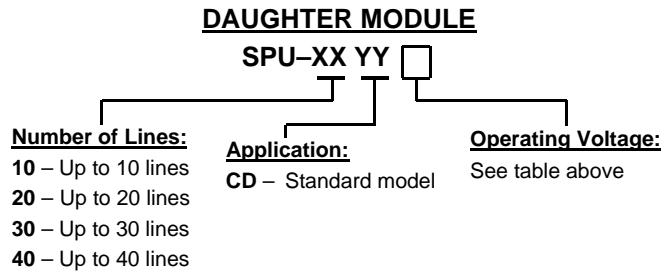 DAUGHTER MODULE
SPU–XX YY
Number of Lines:
10 – Up to 10 lines
20 – Up to 20 lines
30 – Up to 30 lines
40 – Up to 40 lines
Application:
CD – Standard model
Operating Voltage:
See table above